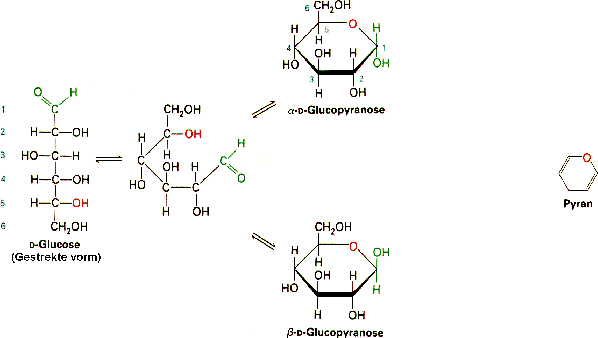 O H
1 C
2 H C OH
3 HO C H
4 H C OH
5 H C OH
6 CH₂OH
D-Glucose
(Gestrekte vorm)
CH₂OH
H C OH
H H
C OH C
HO C C O
H OH
6 CH₂OH
5 O
H H H
4 OH H 1
HO OH
3 2
H OH
α-D-Glucopyranose
CH₂OH
O OH
H H
OH H
HO H
H OH
β-D-Glucopyranose
O
Pyran